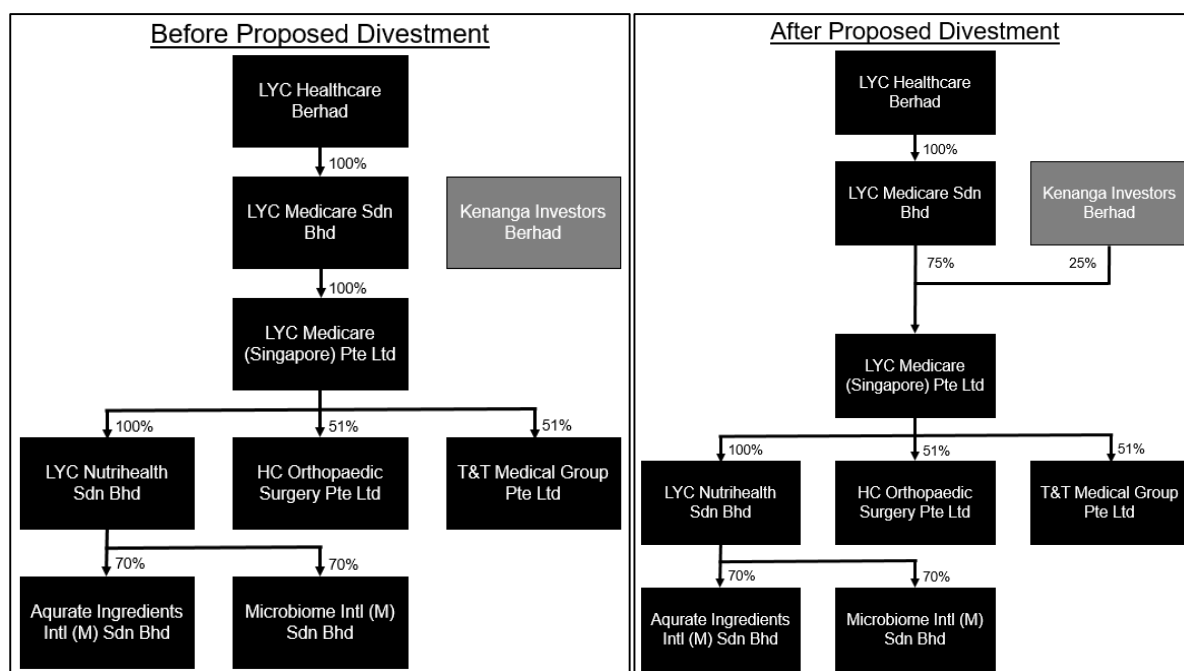 Before Proposed Divestment
LYC Healthcare
Berhad
100%
LYC Medicare Sdn
Bhd
Kenanga Investors
Berhad
100%
LYC Medicare
(Singapore) Pte Ltd
100%
51%
51%
LYC Nutrihealth
Sdn Bhd
HC Orthopaedic
Surgery Pte Ltd
T&T Medical Group
Pte Ltd
70%
70%
Aqurate Ingredients
Intl (M) Sdn Bhd
Microbiome Intl (M)
Sdn Bhd
After Proposed Divestment
LYC Healthcare
Berhad
100%
LYC Medicare Sdn
Bhd
Kenanga Investors
Berhad
75%
25%
LYC Medicare
(Singapore) Pte Ltd
100%
51%
51%
LYC Nutrihealth
Sdn Bhd
HC Orthopaedic
Surgery Pte Ltd
T&T Medical Group
Pte Ltd
70%
70%
Aqurate Ingredients
Intl (M) Sdn Bhd
Microbiome Intl (M)
Sdn Bhd